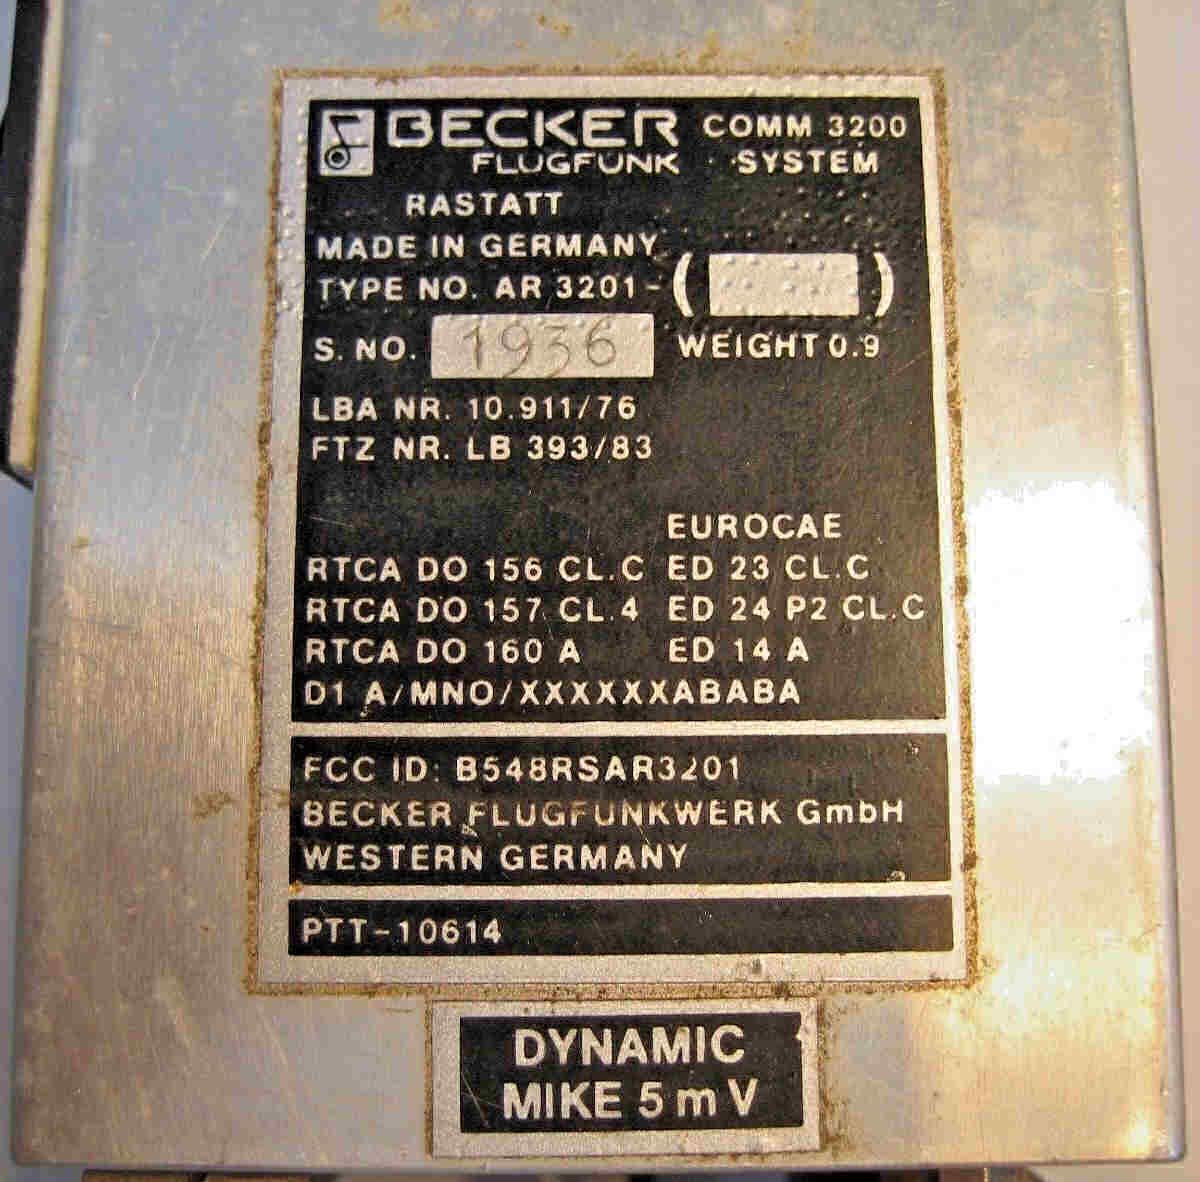 BECKER COMM 3200
FLUGFUNK SYSTEM
RASTATT
MADE IN GERMANY
TYPE NO. AR 3201-( )
S. NO. 1936 WEIGHT 0.9
LBA NR. 10.911/76
FTZ NR. LB 393/83
EUROCAE
RTCA DO 156 CL.C ED 23 CL.C
RTCA DO 157 CL.4 ED 24 P2 CL.C
RTCA DO 160 A ED 14 A
D1 A/MNO/XXXXXXABABA
FCC ID: B548RSAR3201
BECKER FLUGFUNKWERK GmbH
WESTERN GERMANY
PTT-10614
DYNAMIC
MIKE 5 mV